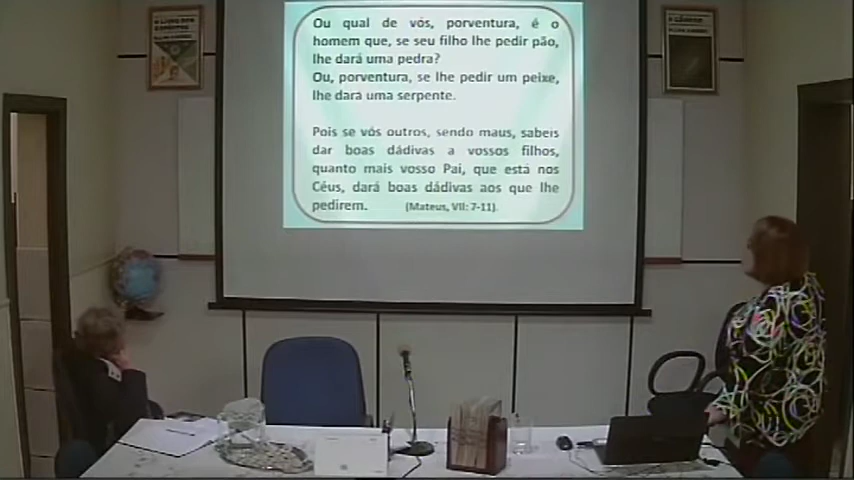 Ou qual de vós, porventura, é o
homem que, se seu filho lhe pedir pão,
lhe dará uma pedra?
Ou, porventura, se lhe pedir um peixe,
lhe dará uma serpente.
Pois se vós outros, sendo maus, sabeis
dar boas dádivas a vossos filhos,
quanto mais vosso Pai, que está nos
Céus, dará boas dádivas aos que lhe
pedirem. (Mateus, VII: 7-11).
O LIVRO DOS
ESPÍRITOS